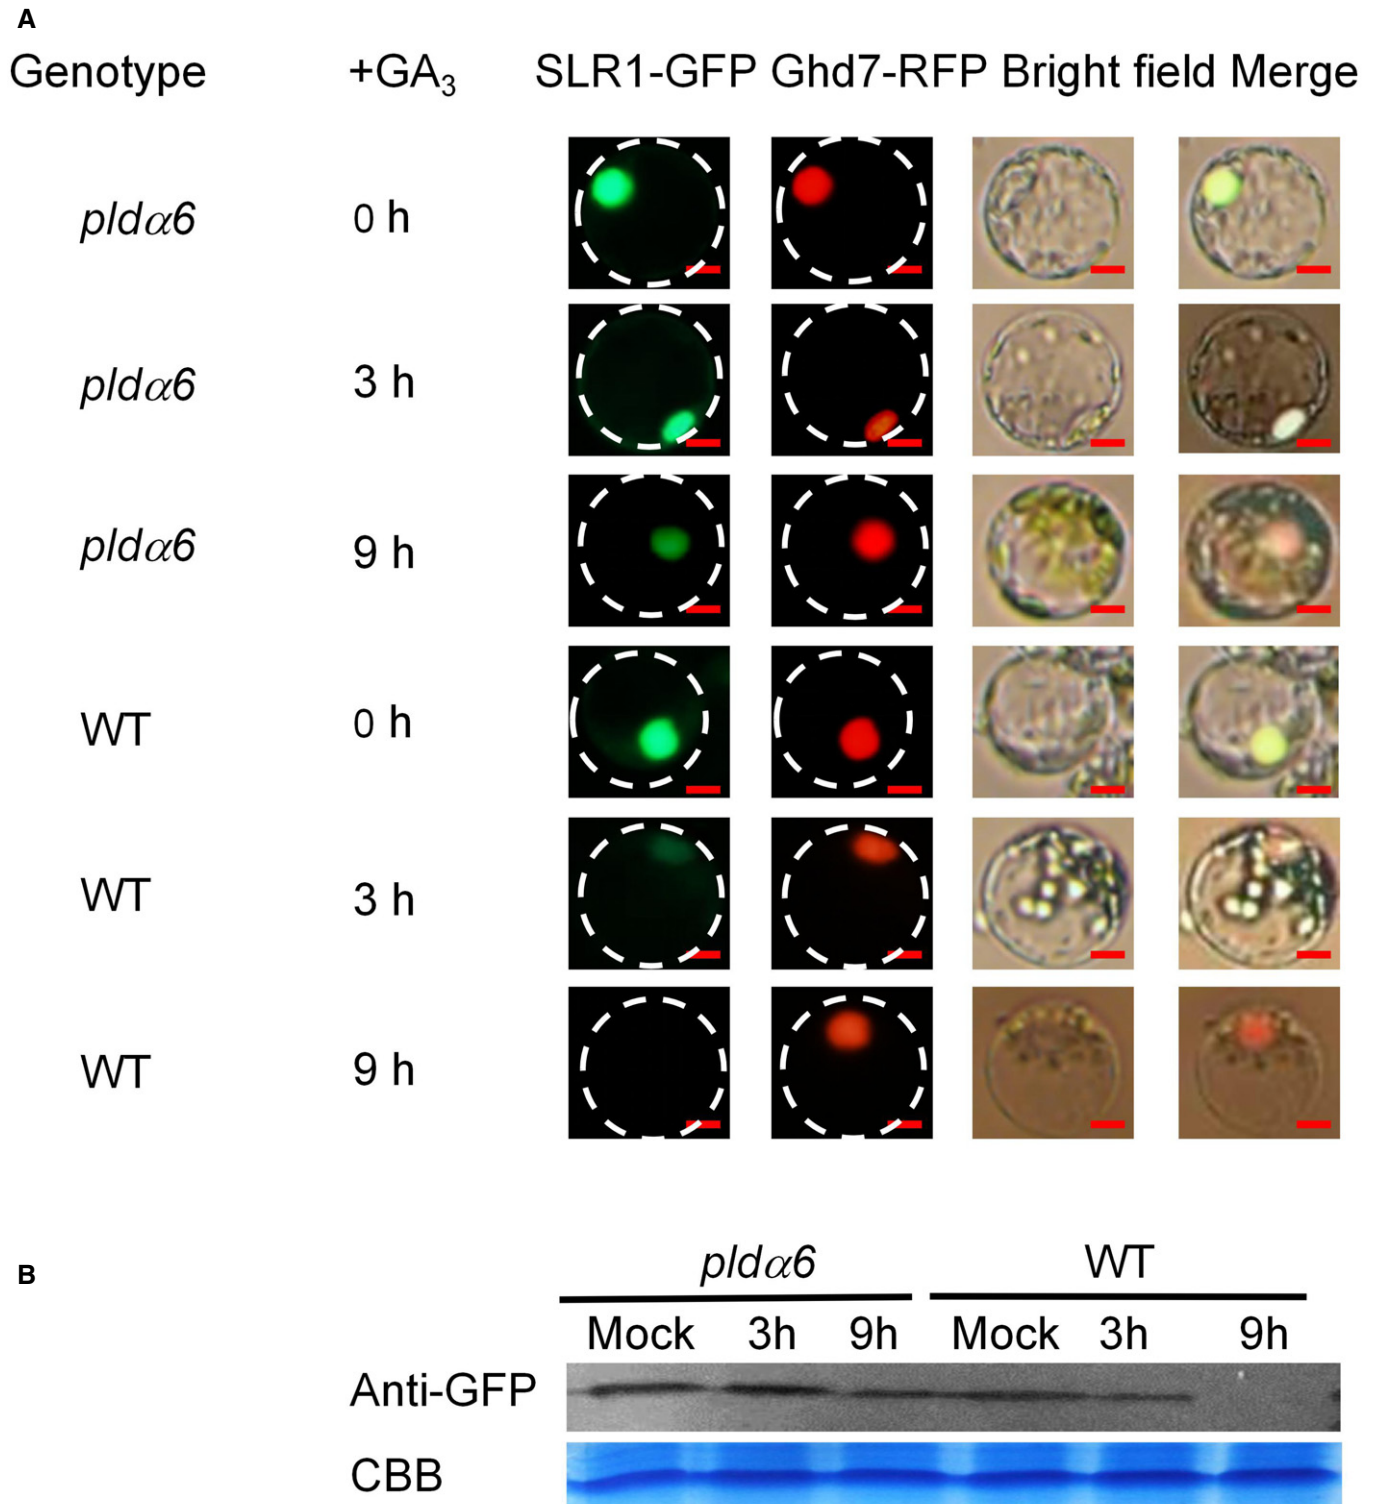 A
Genotype +GA3 SLR1-GFP Ghd7-RFP Bright field Merge
pldα6 0 h
pldα6 3 h
pldα6 9 h
WT 0 h
WT 3 h
WT 9 h
B
pldα6 WT
Mock 3h 9h Mock 3h 9h
Anti-GFP
CBB